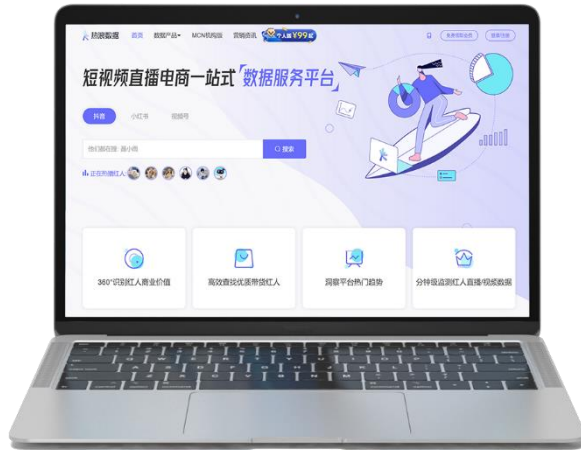 热浪数据 首页 数据产品 MCN机构版 营销资讯 个人版 ¥99起
短视频直播电商一站式「数据服务平台」
抖音 小红书 视频号
搜索
正在热播红人:
360°识别红人商业价值 高效查找优质带货红人 洞察平台热门趋势 分钟级监测红人直播/视频数据